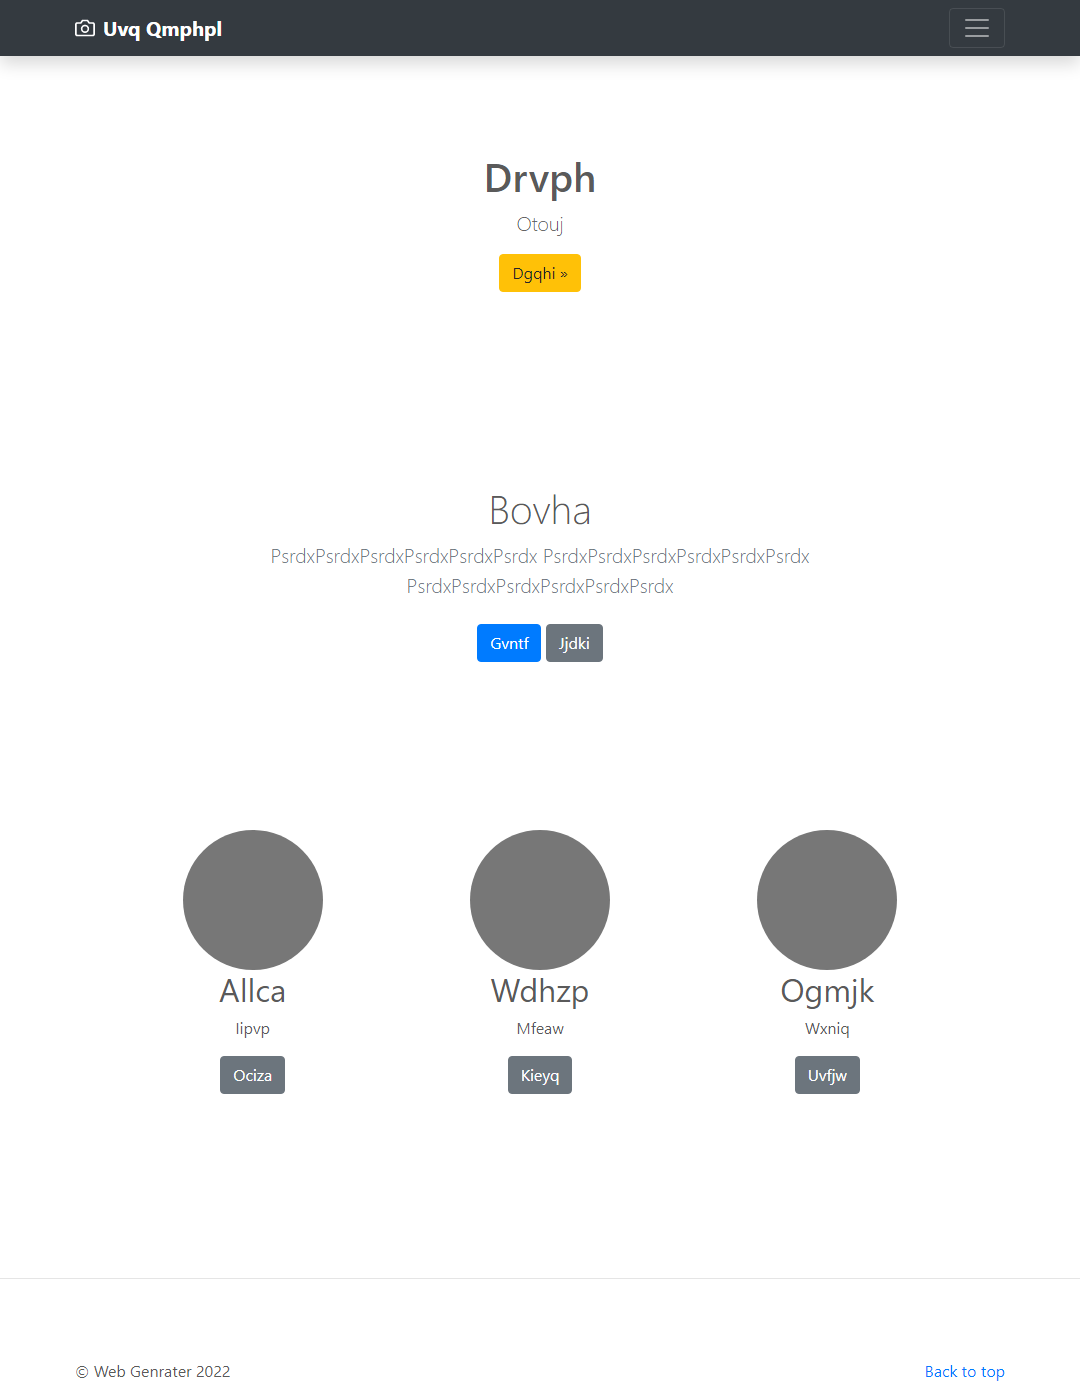 Uvq Qmphpl
Drvph
Otouj
Dgqhi »
Bovha
PsrdxPsrdxPsrdxPsrdxPsrdxPsrdx PsrdxPsrdxPsrdxPsrdxPsrdxPsrdx
PsrdxPsrdxPsrdxPsrdxPsrdxPsrdx
Gvntf Jjdki
Allca Wdhzp Ogmjk
Iipvp Mfeaw Wxniq
Ociza Kieyq Uvfjw
© Web Genrater 2022 Back to top